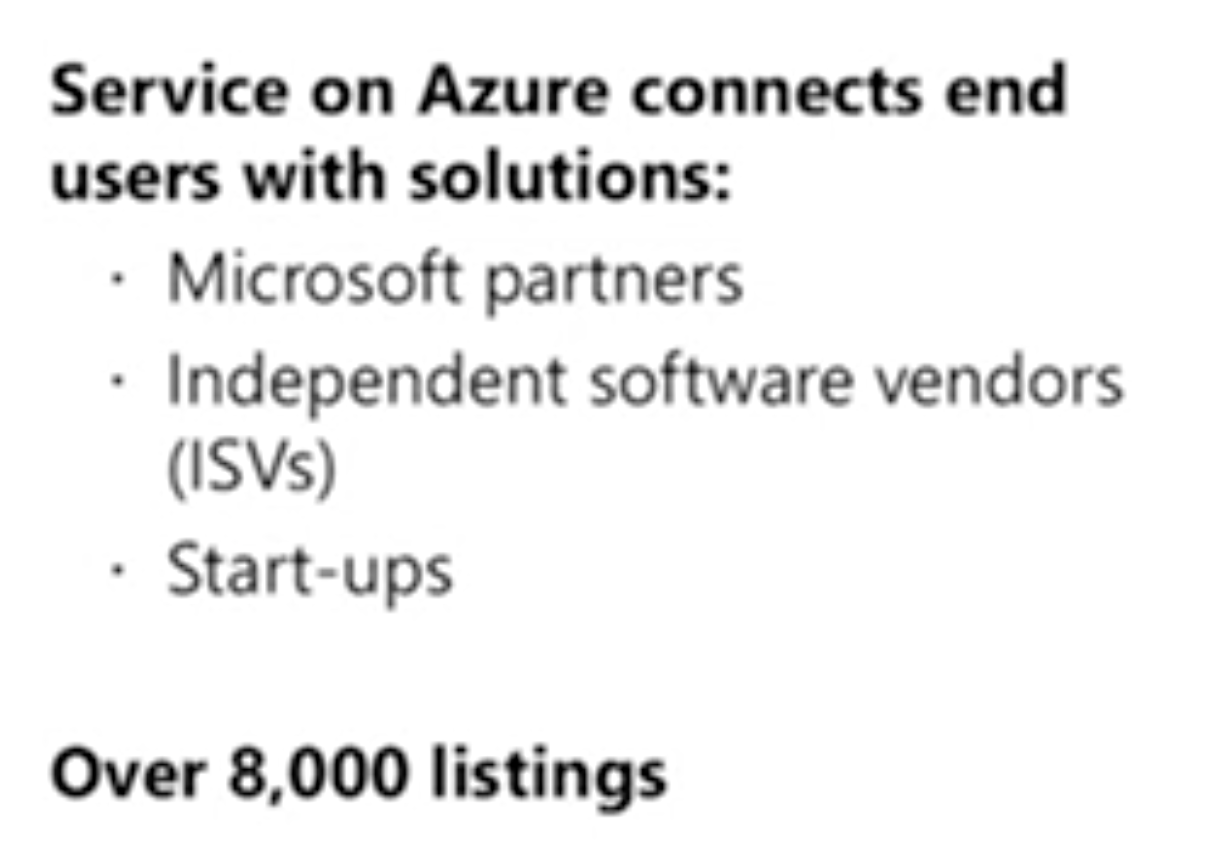 Service on Azure connects end
users with solutions:
· Microsoft partners
· Independent software vendors
(ISVs)
· Start-ups
Over 8,000 listings